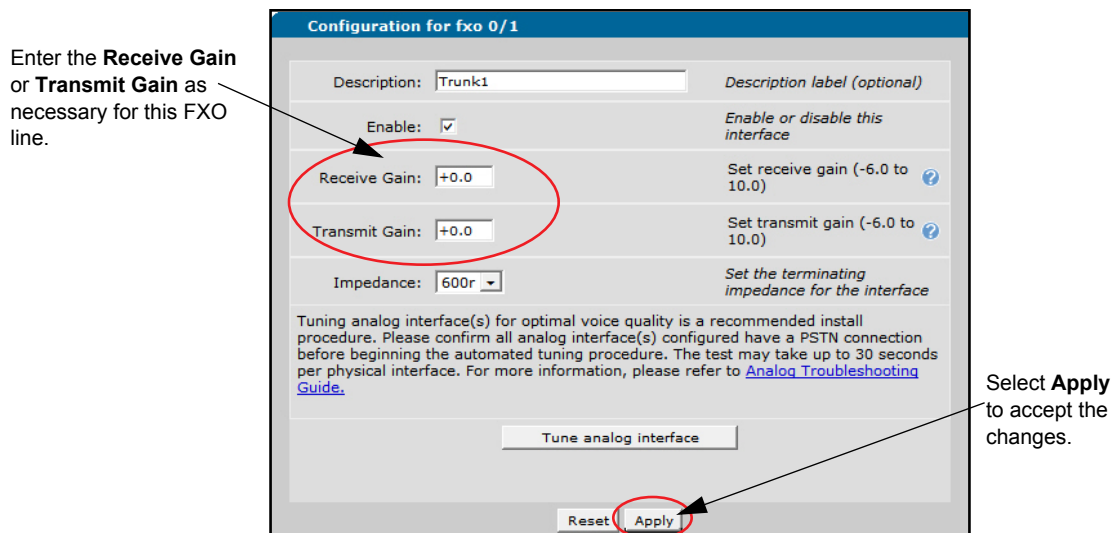 Configuration for fxo 0/1
Enter the Receive Gain
or Transmit Gain as
necessary for this FXO
line.
Description: Trunk1 Description label (optional)
Enable: Enable or disable this
interface
Receive Gain: +0.0 Set receive gain (-6.0 to
10.0)
Transmit Gain: +0.0 Set transmit gain (-6.0 to
10.0)
Impedance: 600r Set the terminating
impedance for the interface
Tuning analog interface(s) for optimal voice quality is a recommended install
procedure. Please confirm all analog interface(s) configured have a PSTN connection
before beginning the automated tuning procedure. The test may take up to 30 seconds
per physical interface. For more information, please refer to Analog Troubleshooting
Guide.
Tune analog interface
Select Apply
to accept the
changes.
Reset Apply